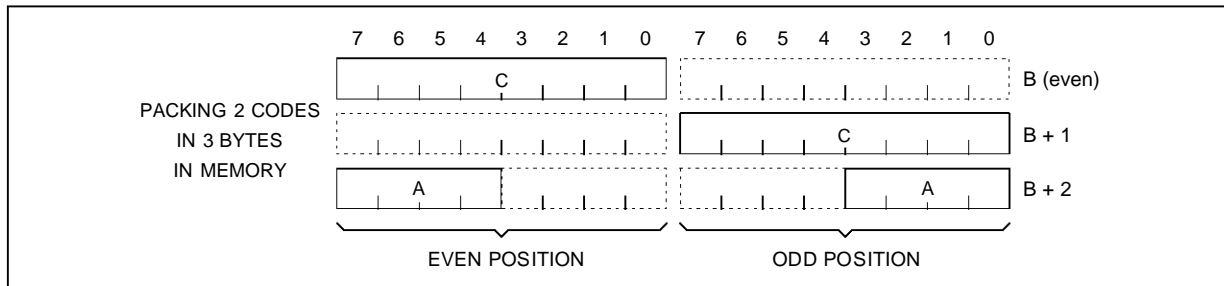 7 6 5 4 3 2 1 0 7 6 5 4 3 2 1 0
C B (even)
PACKING 2 CODES
IN 3 BYTES C B + 1
IN MEMORY
A A B + 2
EVEN POSITION ODD POSITION